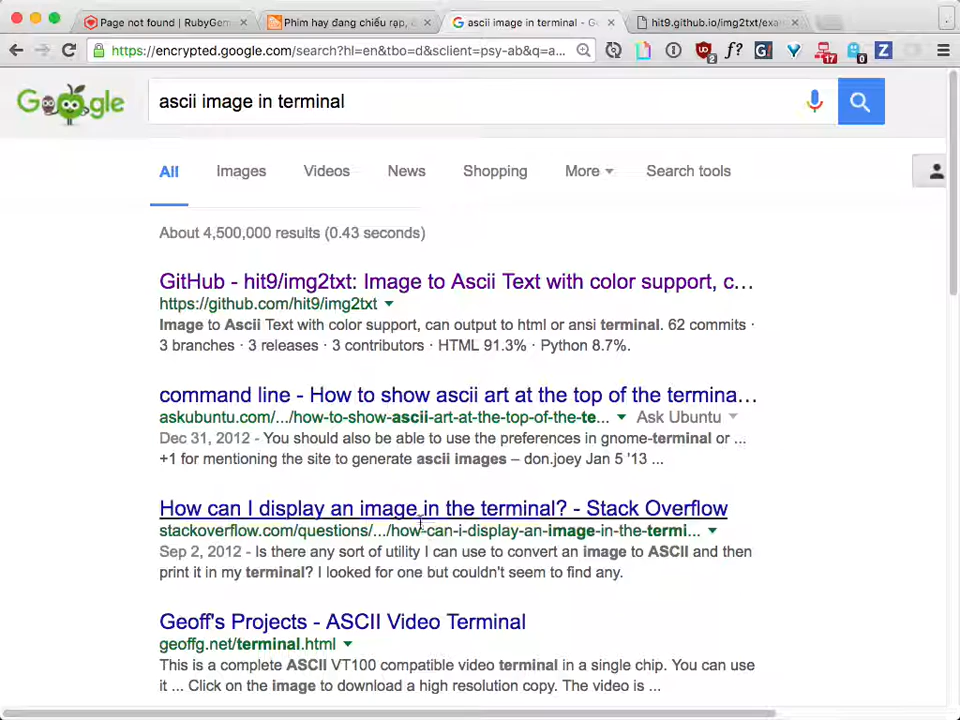 Page not found | RubyGem
Phim hay đang chiếu rạp, đ
ascii image in terminal - Go
hit9.github.io/img2txt/exa
https://encrypted.google.com/search?hl=en&tbo=d&sclient=psy-ab&q=a...
2
f?
17
0
Z
Google
ascii image in terminal
All
Images
Videos
News
Shopping
More
Search tools
About 4,500,000 results (0.43 seconds)
GitHub - hit9/img2txt: Image to Ascii Text with color support, c...
https://github.com/hit9/img2txt
Image to Ascii Text with color support, can output to html or ansi terminal. 62 commits ·
3 branches · 3 releases · 3 contributors · HTML 91.3% · Python 8.7%.
command line - How to show ascii art at the top of the termina...
askubuntu.com/.../how-to-show-ascii-art-at-the-top-of-the-te... Ask Ubuntu
Dec 31, 2012 - You should also be able to use the preferences in gnome-terminal or ...
+1 for mentioning the site to generate ascii images – don.joey Jan 5 '13 ...
How can I display an image in the terminal? - Stack Overflow
stackoverflow.com/questions/.../how-can-i-display-an-image-in-the-termi...
Sep 2, 2012 - Is there any sort of utility I can use to convert an image to ASCII and then
print it in my terminal? I looked for one but couldn't seem to find any.
Geoff's Projects - ASCII Video Terminal
geoffg.net/terminal.html
This is a complete ASCII VT100 compatible video terminal in a single chip. You can use
it ... Click on the image to download a high resolution copy. The video is ...